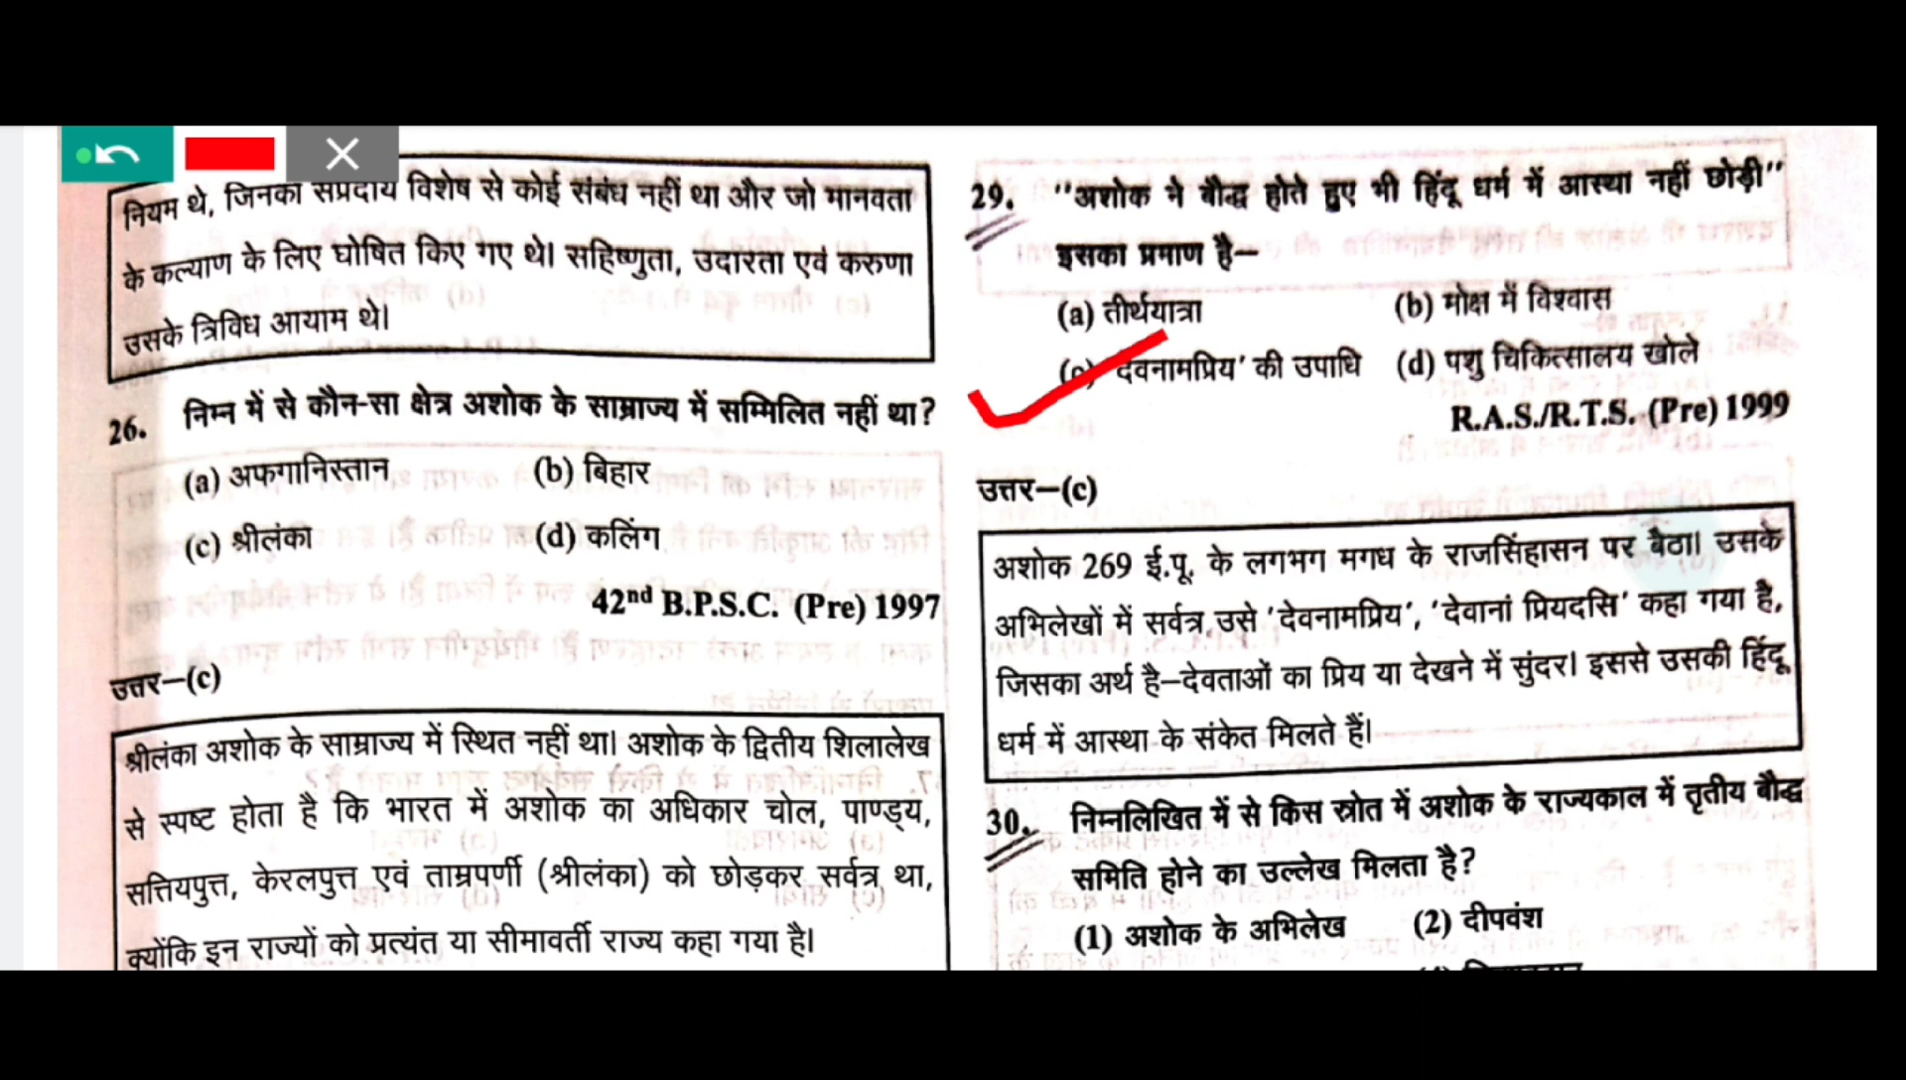 नियम थे, जिनका संप्रदाय विशेष से कोई संबंध नहीं था और जो मानवता
के कल्याण के लिए घोषित किए गए थे। सहिष्णुता, उदारता एवं करुणा
उसके त्रिविध आयाम थे।
26. निम्न में से कौन-सा क्षेत्र अशोक के साम्राज्य में सम्मिलित नहीं था?
(a) अफगानिस्तान (b) बिहार
(c) श्रीलंका (d) कलिंग
42nd B.P.S.C. (Pre) 1997
उत्तर–(c)
श्रीलंका अशोक के साम्राज्य में स्थित नहीं था। अशोक के द्वितीय शिलालेख
से स्पष्ट होता है कि भारत में अशोक का अधिकार चोल, पाण्ड्य,
सत्तियपुत्त, केरलपुत्त एवं ताम्रपर्णी (श्रीलंका) को छोड़कर सर्वत्र था,
क्योंकि इन राज्यों को प्रत्यंत या सीमावर्ती राज्य कहा गया है।
29. "अशोक ने बौद्ध होते हुए भी हिंदू धर्म में आस्था नहीं छोड़ी"
इसका प्रमाण है–
(a) तीर्थयात्रा (b) मोक्ष में विश्वास
(c) 'देवनामप्रिय' की उपाधि (d) पशु चिकित्सालय खोले
R.A.S./R.T.S. (Pre) 1999
उत्तर–(c)
अशोक 269 ई.पू. के लगभग मगध के राजसिंहासन पर बैठा। उसके
अभिलेखों में सर्वत्र उसे 'देवनामप्रिय', 'देवानां प्रियदसि' कहा गया है,
जिसका अर्थ है–देवताओं का प्रिय या देखने में सुंदर। इससे उसकी हिंदू
धर्म में आस्था के संकेत मिलते हैं।
30. निम्नलिखित में से किस स्रोत में अशोक के राज्यकाल में तृतीय बौद्ध
समिति होने का उल्लेख मिलता है?
(1) अशोक के अभिलेख (2) दीपवंश